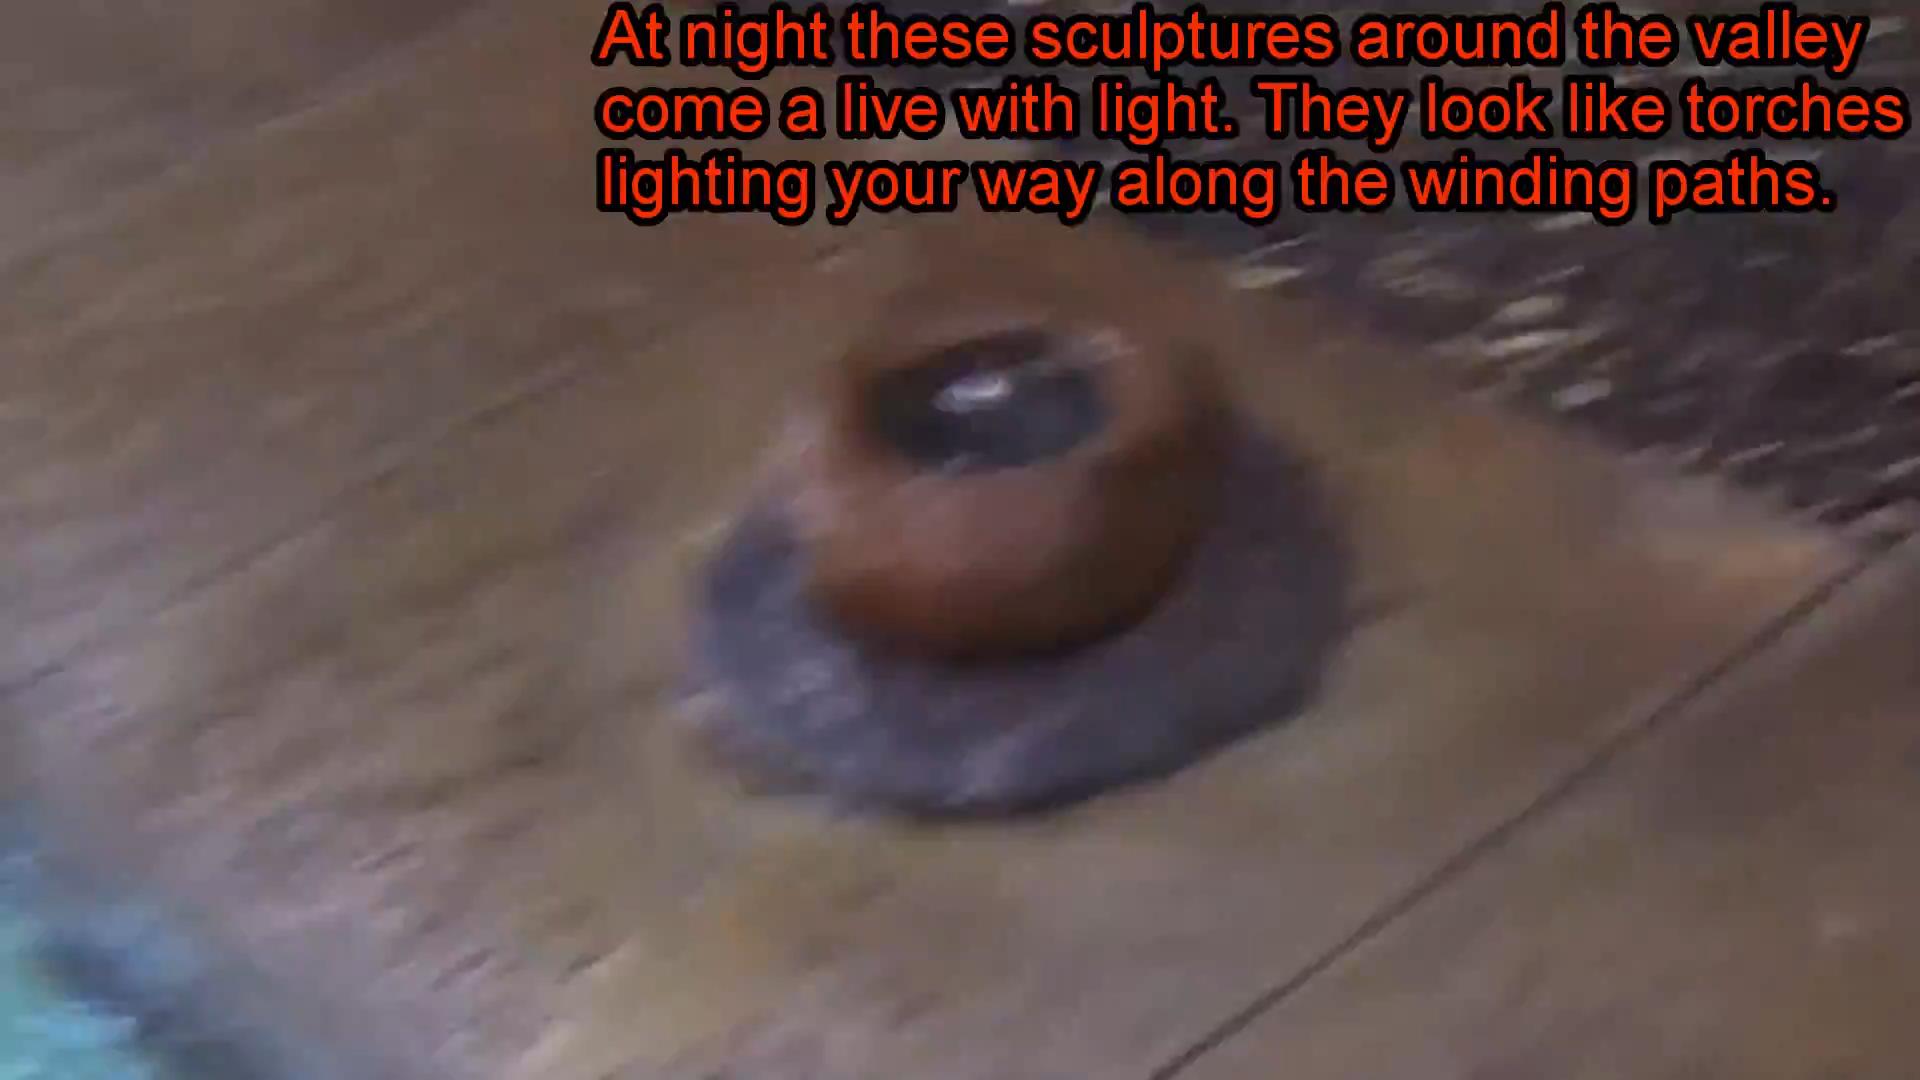 At night these sculptures around the valley
come a live with light. They look like torches
lighting your way along the winding paths.